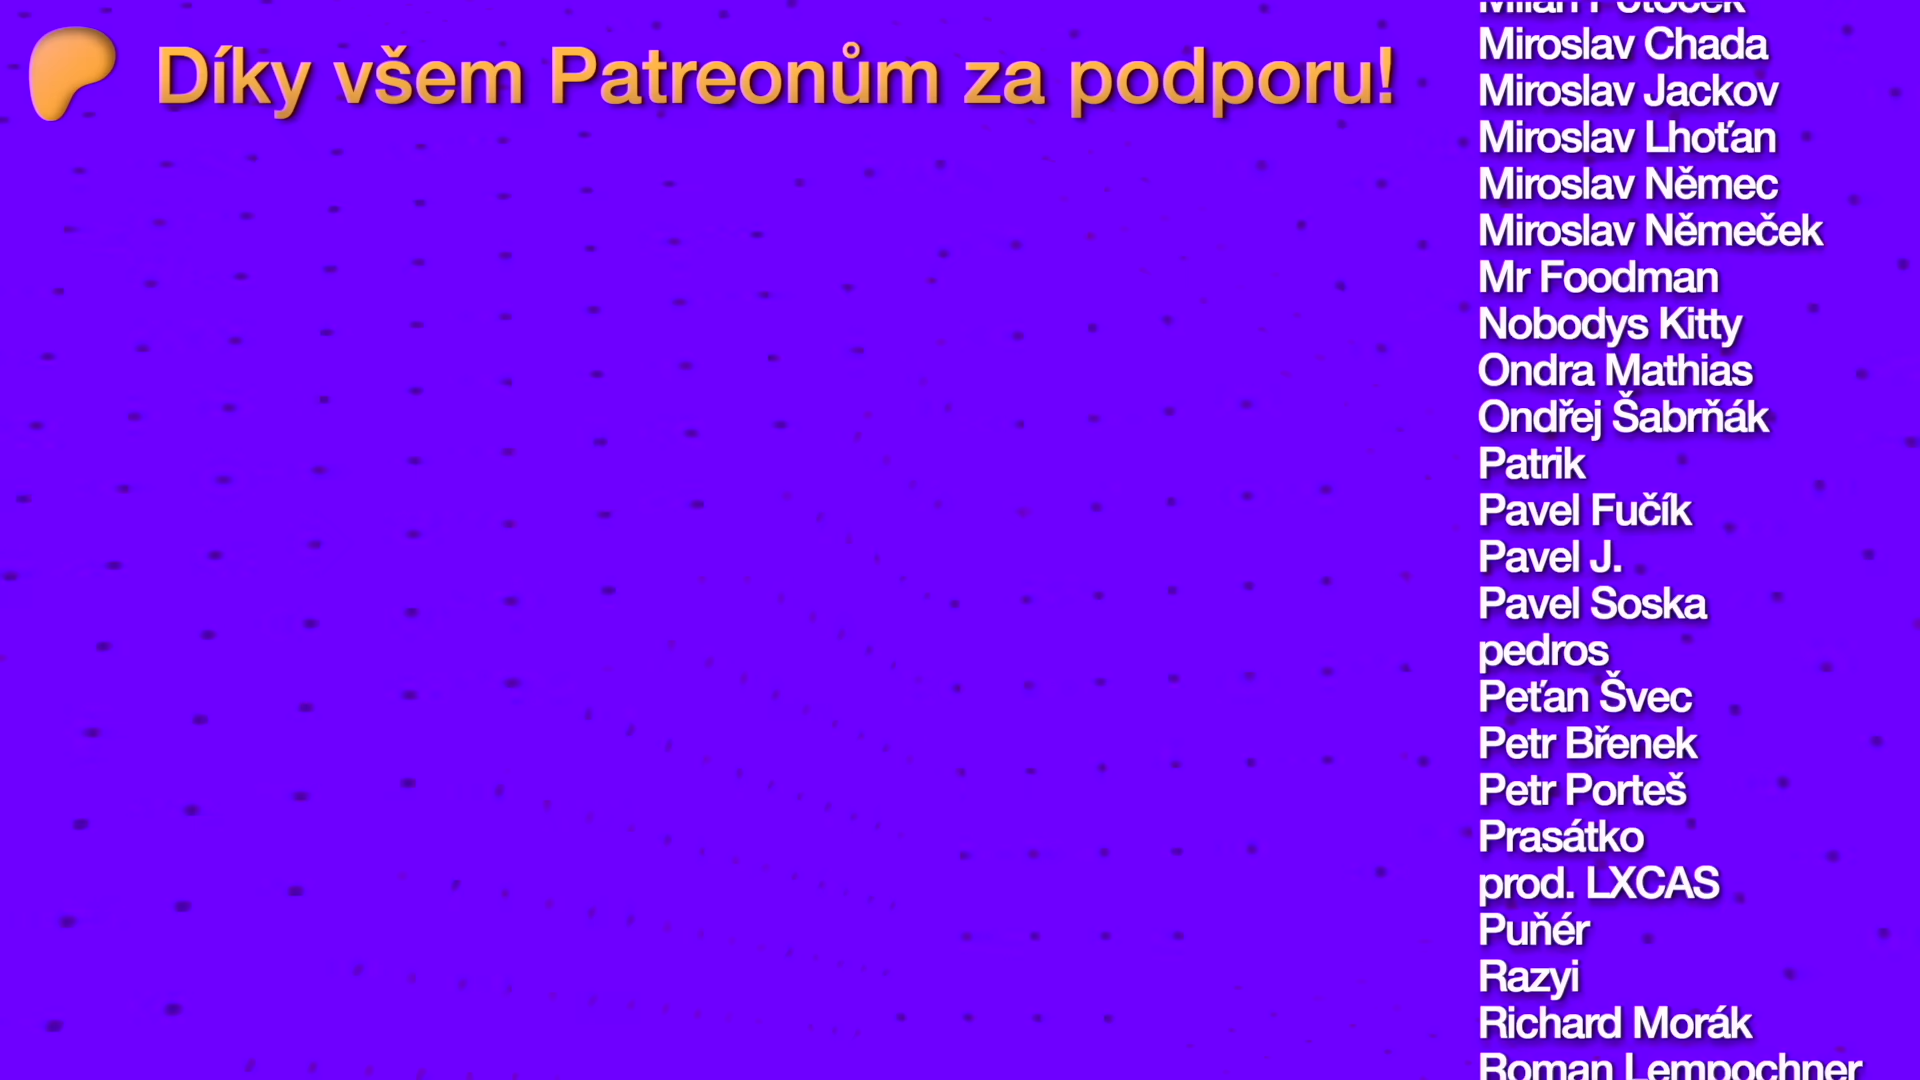 Díky všem Patreonům za podporu!
Miroslav Chada
Miroslav Jackov
Miroslav Lhoťan
Miroslav Němec
Miroslav Němeček
Mr Foodman
Nobodys Kitty
Ondra Mathias
Ondřej Šabrňák
Patrik
Pavel Fučík
Pavel J.
Pavel Soska
pedros
Peťan Švec
Petr Břenek
Petr Porteš
Prasátko
prod. LXCAS
Puňér
Razyi
Richard Morák
Roman Lempochner